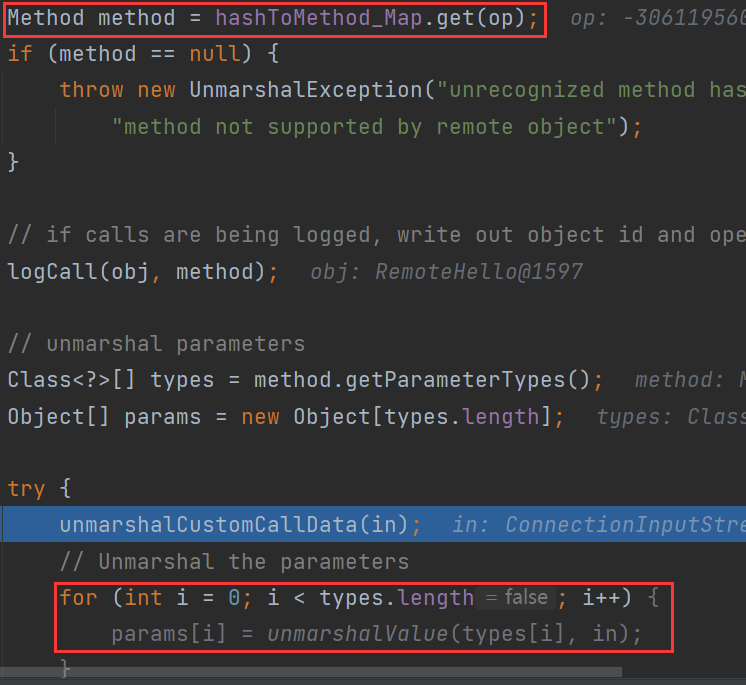 Method method = hashToMethod_Map.get(op); op: -306119560
if (method == null) {
throw new UnmarshalException("unrecognized method has
"method not supported by remote object");
}
// if calls are being logged, write out object id and ope
logCall(obj, method); obj: RemoteHello@1597
// unmarshal parameters
Class<?>[] types = method.getParameterTypes(); method: M
Object[] params = new Object[types.length]; types: Class
try {
unmarshalCustomCallData(in); in: ConnectionInputStre
// Unmarshal the parameters
for (int i = 0; i < types.length = false ; i++) {
params[i] = unmarshalValue(types[i], in);
}